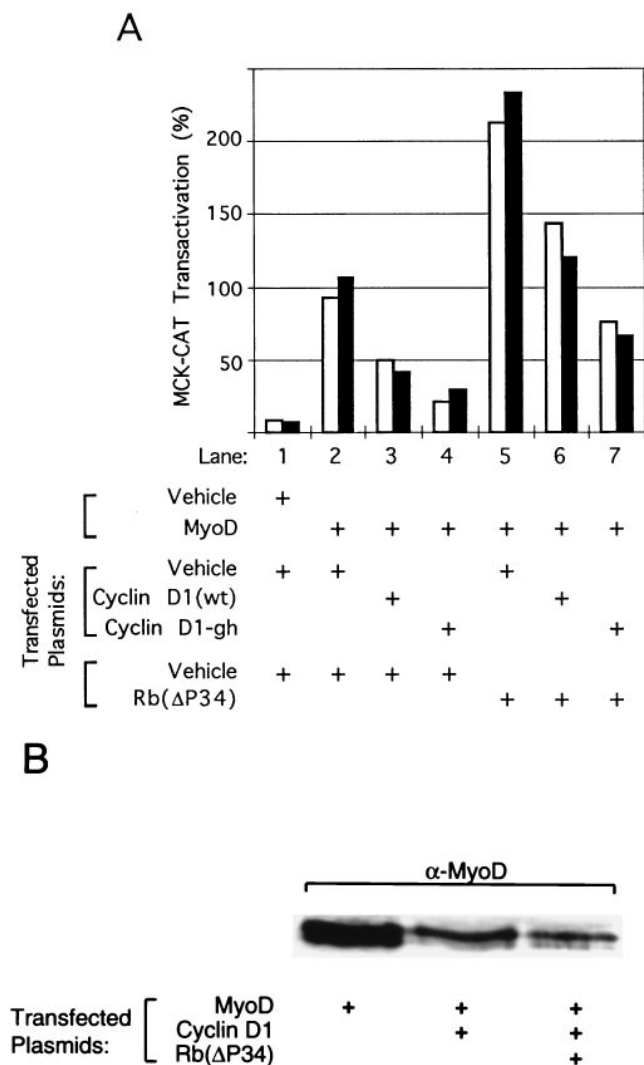 A
MCK-CAT Transactivation (%)
200
150
100
50
Lane: 1 2 3 4 5 6 7
Transfected Plasmids:
Vehicle +
MyoD + + + + + +
Vehicle + + +
Cyclin D1(wt) + +
Cyclin D1-gh + +
Vehicle + + + +
Rb(ΔP34) + + +
B
α-MyoD
Transfected Plasmids:
MyoD + + +
Cyclin D1 + +
Rb(ΔP34) +